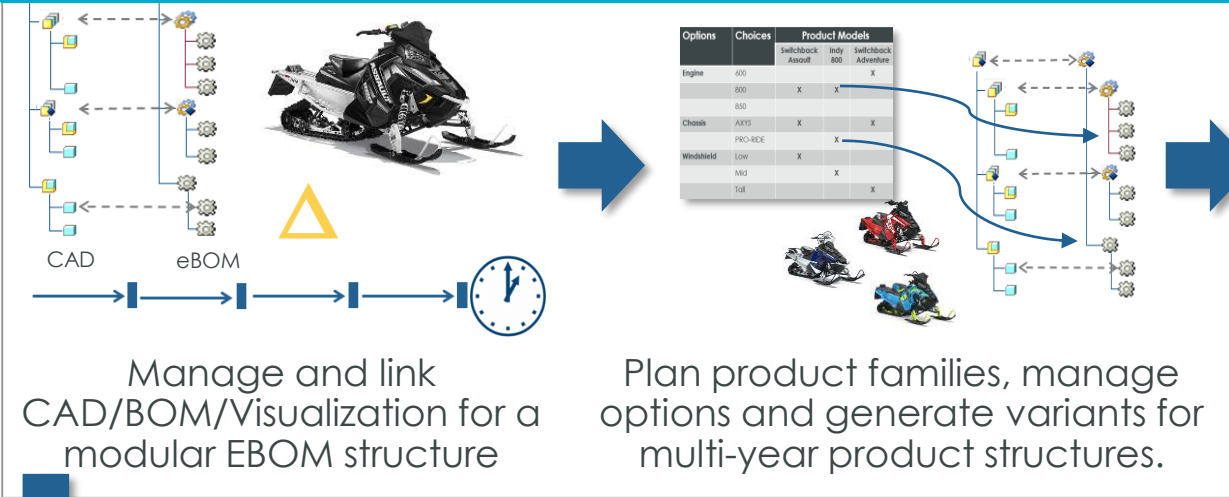 CAD
eBOM
Manage and link
CAD/BOM/Visualization for a
modular EBOM structure
Options Choices Product Models
Switchback Assault Indy 800 Switchback Adventure
Engine 600 X
800 X X
850
Chassis AXYS X X
PRO-RIDE X
Windshield Low X
Mid X
Tall X
Plan product families, manage
options and generate variants for
multi-year product structures.